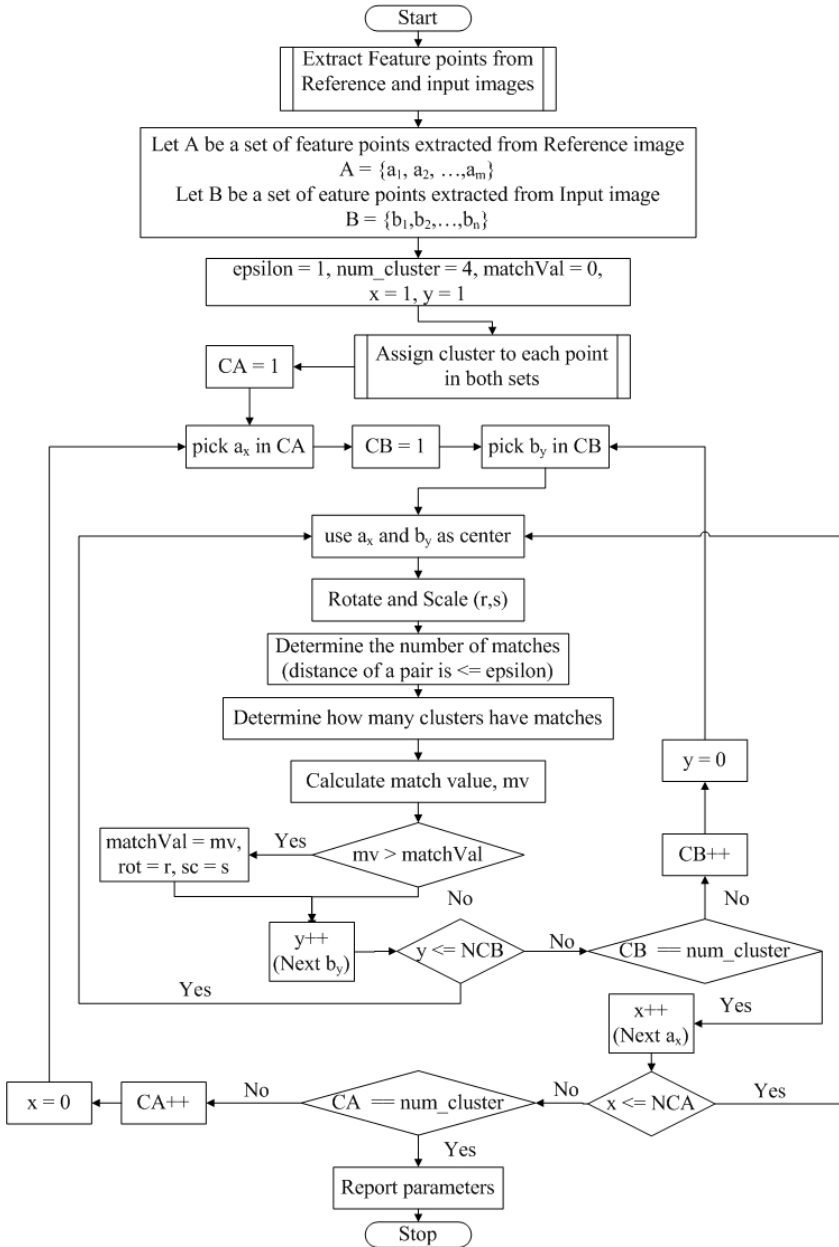 Start
Extract Feature points from
Reference and input images
Let A be a set of feature points extracted from Reference image
A = {a₁, a₂, …,aₘ}
Let B be a set of eature points extracted from Input image
B = {b₁,b₂,…,bₙ}
epsilon = 1, num_cluster = 4, matchVal = 0,
x = 1, y = 1
Assign cluster to each point
in both sets
CA = 1
pick aₓ in CA
CB = 1
pick b_y in CB
use aₓ and b_y as center
Rotate and Scale (r,s)
Determine the number of matches
(distance of a pair is <= epsilon)
Determine how many clusters have matches
Calculate match value, mv
mv > matchVal
Yes
matchVal = mv,
rot = r, sc = s
No
y++
(Next b_y)
y <= NCB
Yes
No
CB == num_cluster
No
CB++
y = 0
Yes
x++
(Next aₓ)
x <= NCA
Yes
No
CA == num_cluster
No
CA++
x = 0
Yes
Report parameters
Stop